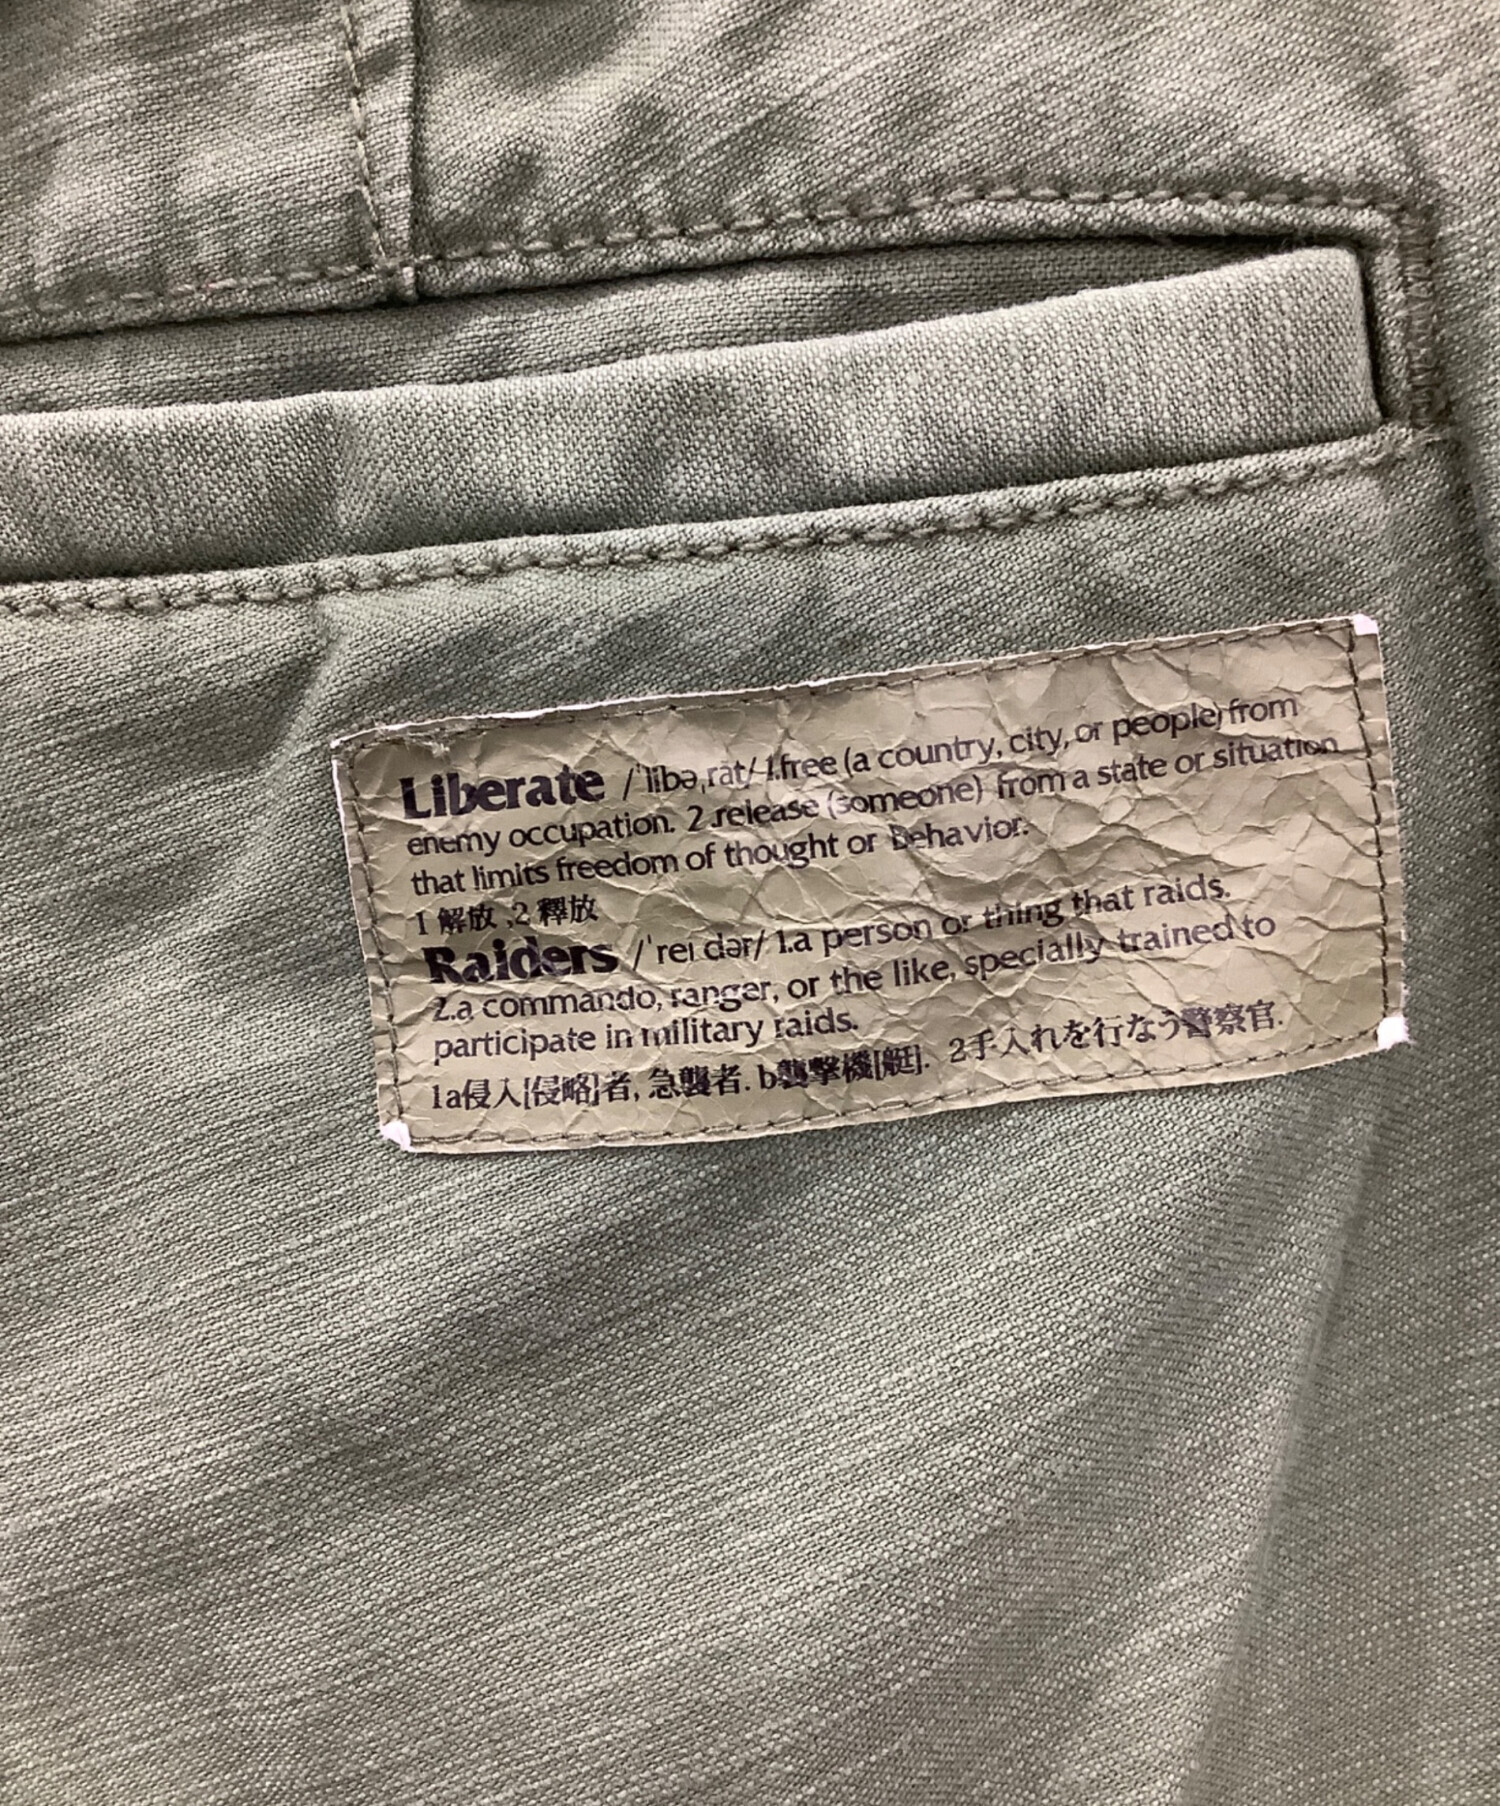 Liberate /ˈlibəˌrāt/ 1.free (a country, city, or people) from
enemy occupation. 2.release (someone) from a state or situation
that limits freedom of thought or Behavior.
1 解放 ,2 釋放
Raiders /ˈreɪ dər/ 1.a person or thing that raids.
2.a commando, ranger, or the like, specially trained to
participate in military raids.
1a侵入[侵略]者, 急襲者. b襲撃機[艇]. 2手入れを行なう警察官.